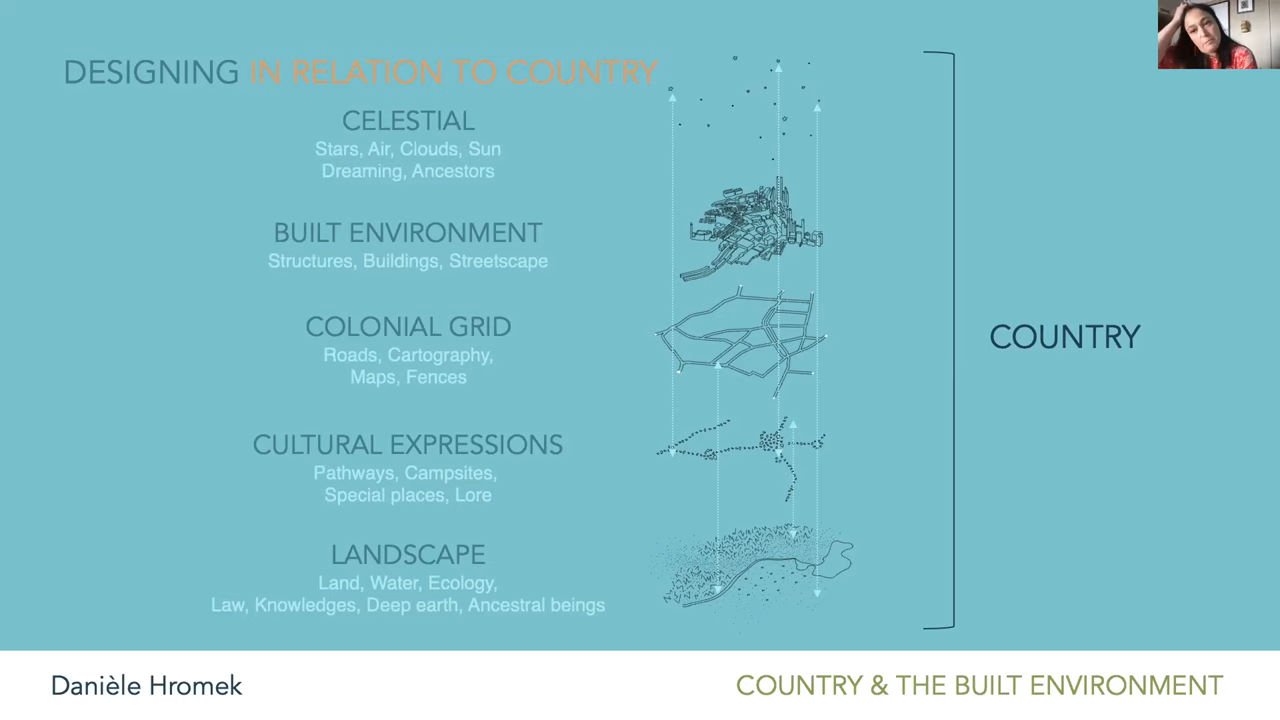 DESIGNING IN RELATION TO COUNTRY
CELESTIAL
Stars, Air, Clouds, Sun
Dreaming, Ancestors
BUILT ENVIRONMENT
Structures, Buildings, Streetscape
COLONIAL GRID
Roads, Cartography,
Maps, Fences
CULTURAL EXPRESSIONS
Pathways, Campsites,
Special places, Lore
LANDSCAPE
Land, Water, Ecology,
Law, Knowledges, Deep earth, Ancestral beings
COUNTRY
Danièle Hromek
COUNTRY & THE BUILT ENVIRONMENT